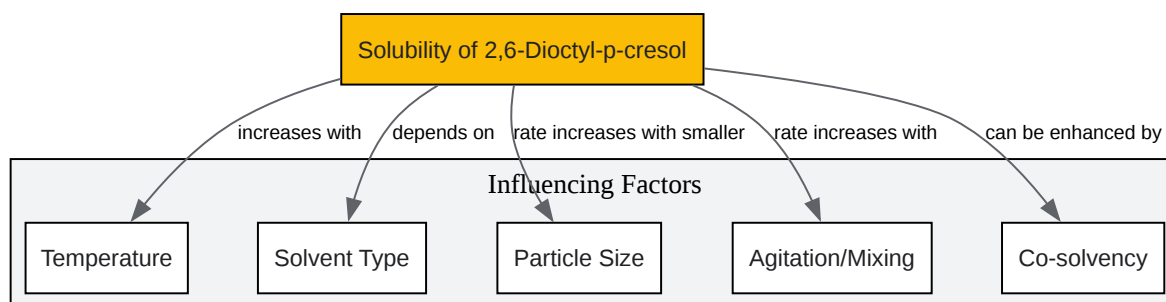 Solubility of 2,6-Dioctyl-p-cresol
increases with
depends on
rate increases with smaller
rate increases with
can be enhanced by
Influencing Factors
Temperature
Solvent Type
Particle Size
Agitation/Mixing
Co-solvency